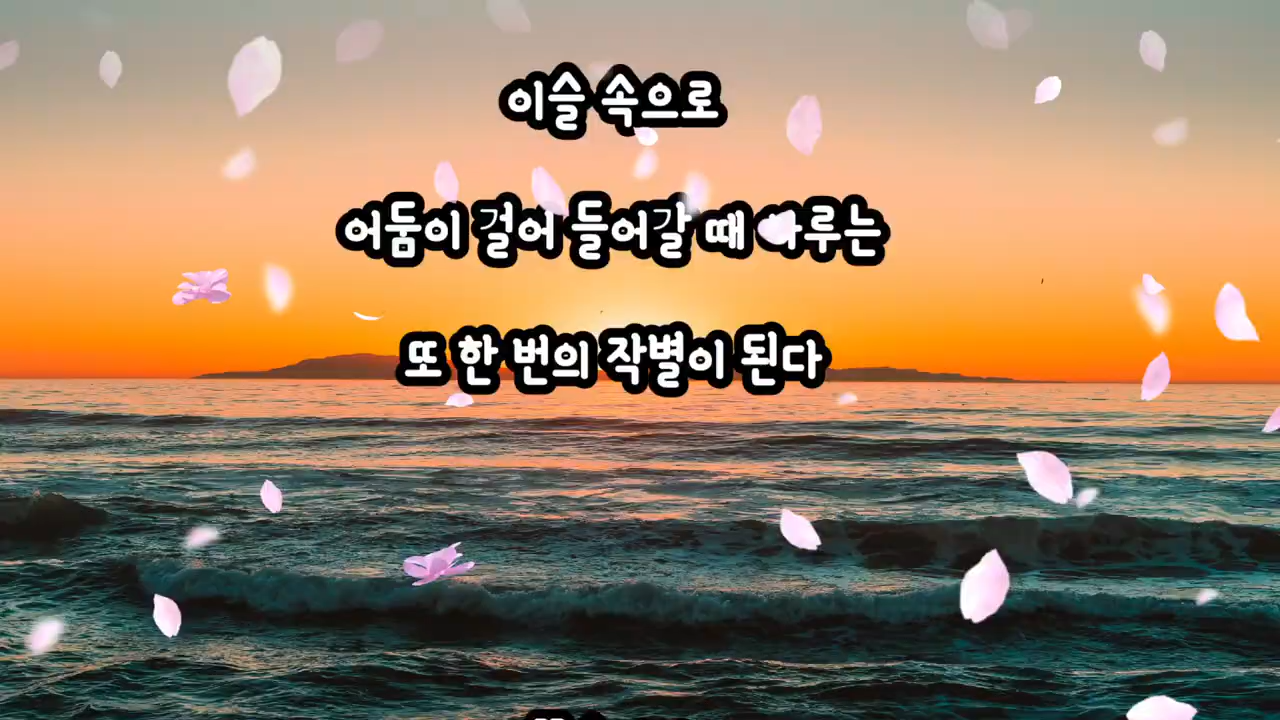 이슬 속으로
어둠이 걸어 들어갈 때
또 한 번의 작별이 된다